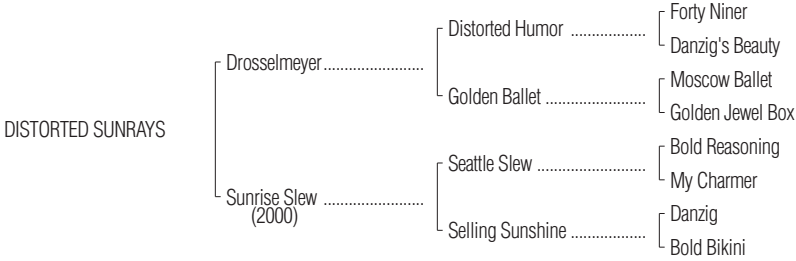 Forty Niner
Distorted Humor ..................
Danzig's Beauty
Drosselmeyer........................
Moscow Ballet
Golden Ballet ........................
Golden Jewel Box
DISTORTED SUNRAYS
Bold Reasoning
Seattle Slew ..........................
My Charmer
Sunrise Slew ........................
(2000)
Danzig
Selling Sunshine ..................
Bold Bikini